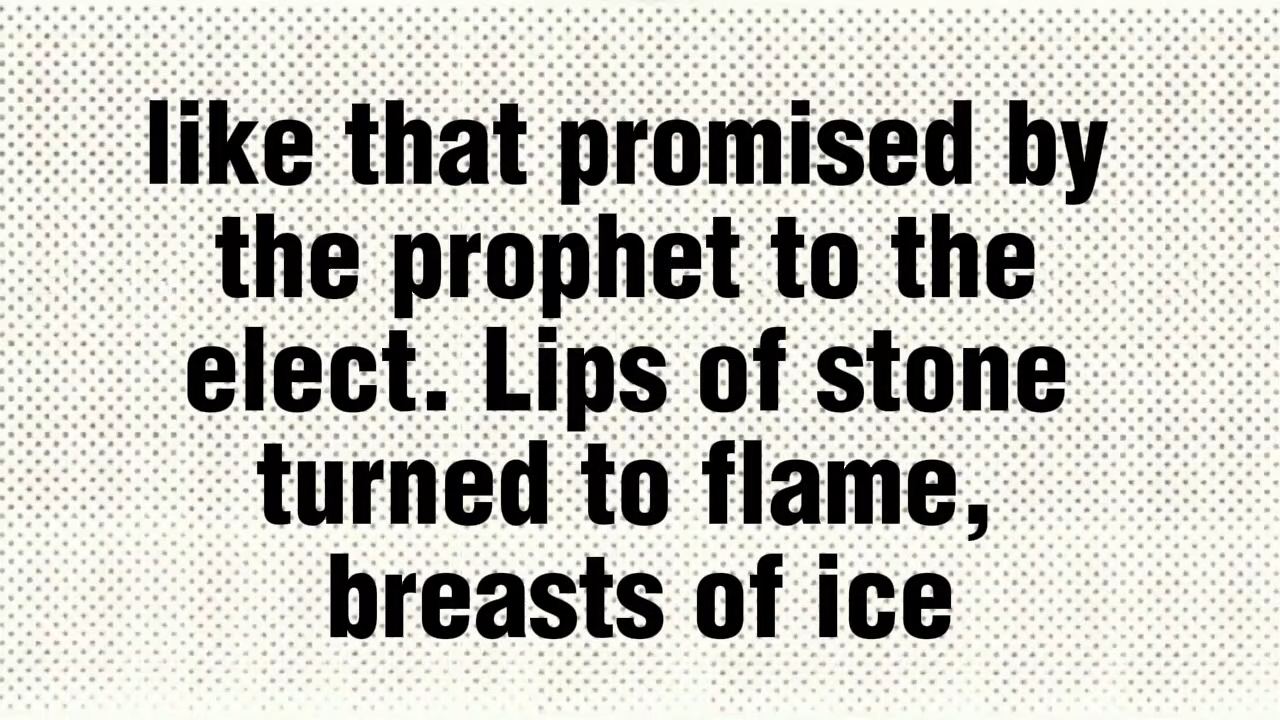 like that promised by
the prophet to the
elect. Lips of stone
turned to flame,
breasts of ice